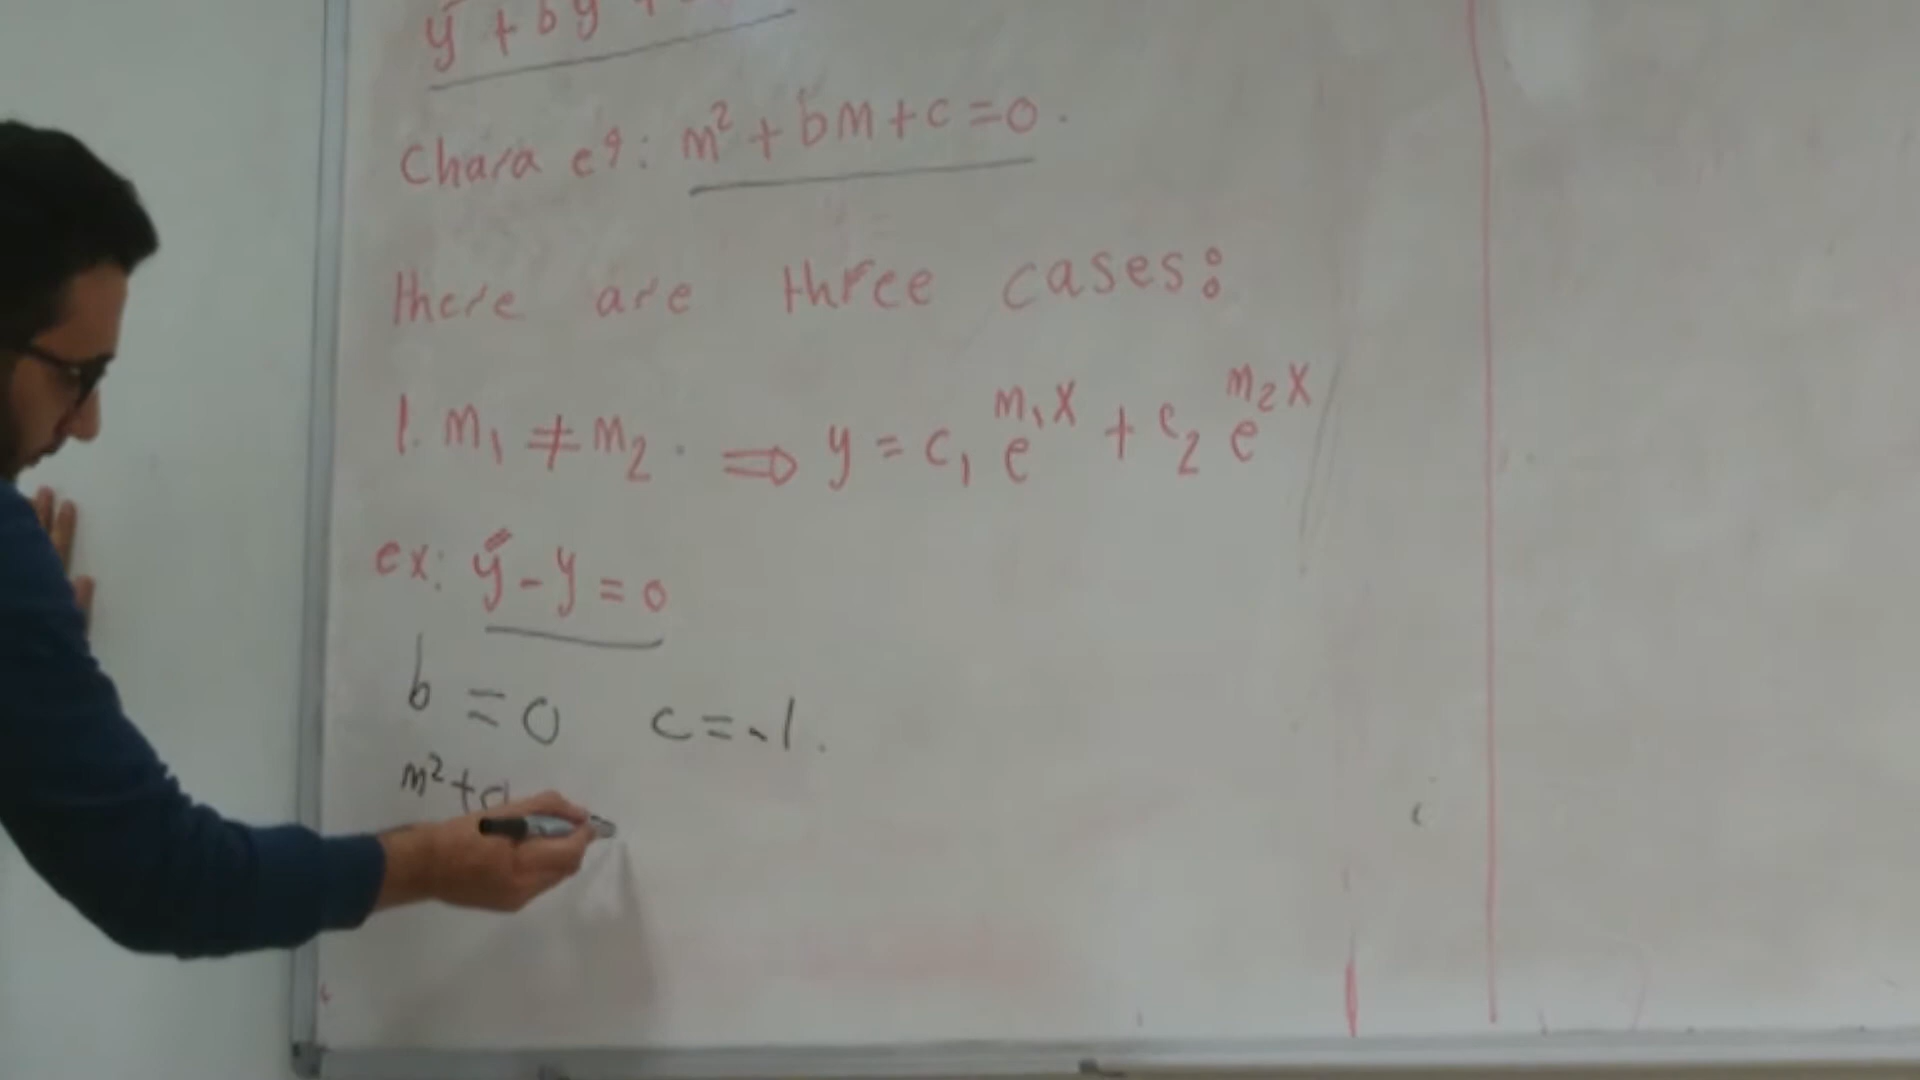 y̋ + by +
Chara eq: m² + bm + c = 0.
there are three cases:
1. m₁ ≠ m₂. ⇒ y = c₁ e^{m₁x} + c₂ e^{m₂x}
ex: y̋ - y = 0
b = 0 c = -1.
m² + 0